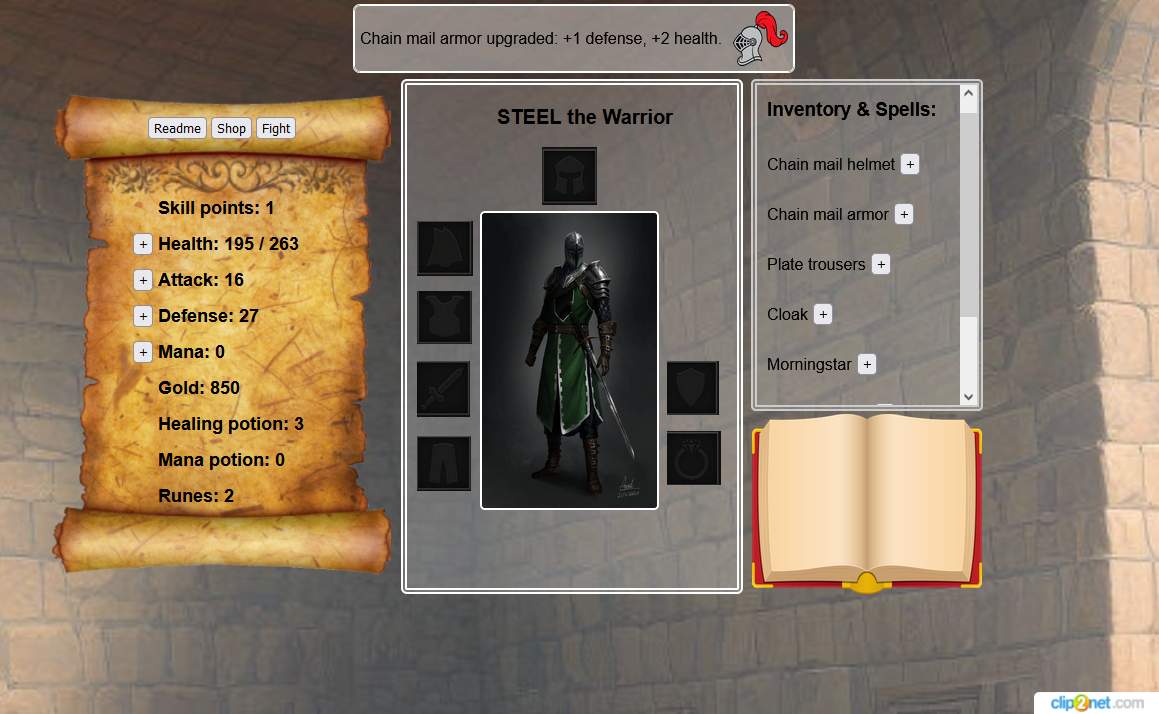 Chain mail armor upgraded: +1 defense, +2 health.
Readme Shop Fight
Skill points: 1
+ Health: 195 / 263
+ Attack: 16
+ Defense: 27
+ Mana: 0
Gold: 850
Healing potion: 3
Mana potion: 0
Runes: 2
STEEL the Warrior
Inventory & Spells:
Chain mail helmet +
Chain mail armor +
Plate trousers +
Cloak +
Morningstar +
clip2net.com